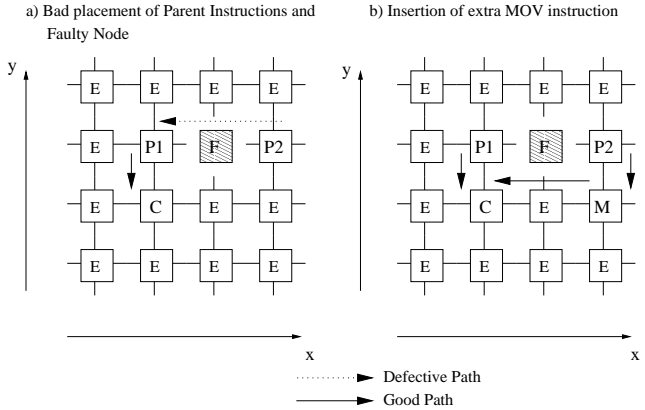 a) Bad placement of Parent Instructions and
Faulty Node
b) Insertion of extra MOV instruction
y
E E E E
E P1 F P2
E C E E
E E E E
x
y
E E E E
E P1 F P2
E C E M
E E E E
x
Defective Path
Good Path